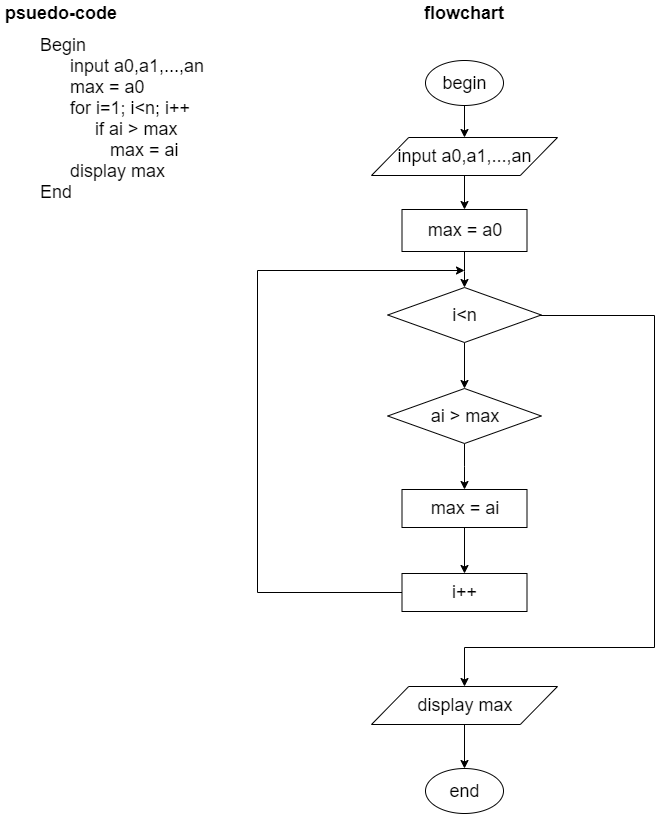 psuedo-code
Begin
input a0,a1,...,an
max = a0
for i=1; i<n; i++
if ai > max
max = ai
display max
End
flowchart
begin
input a0,a1,...,an
max = a0
i<n
ai > max
max = ai
i++
display max
end